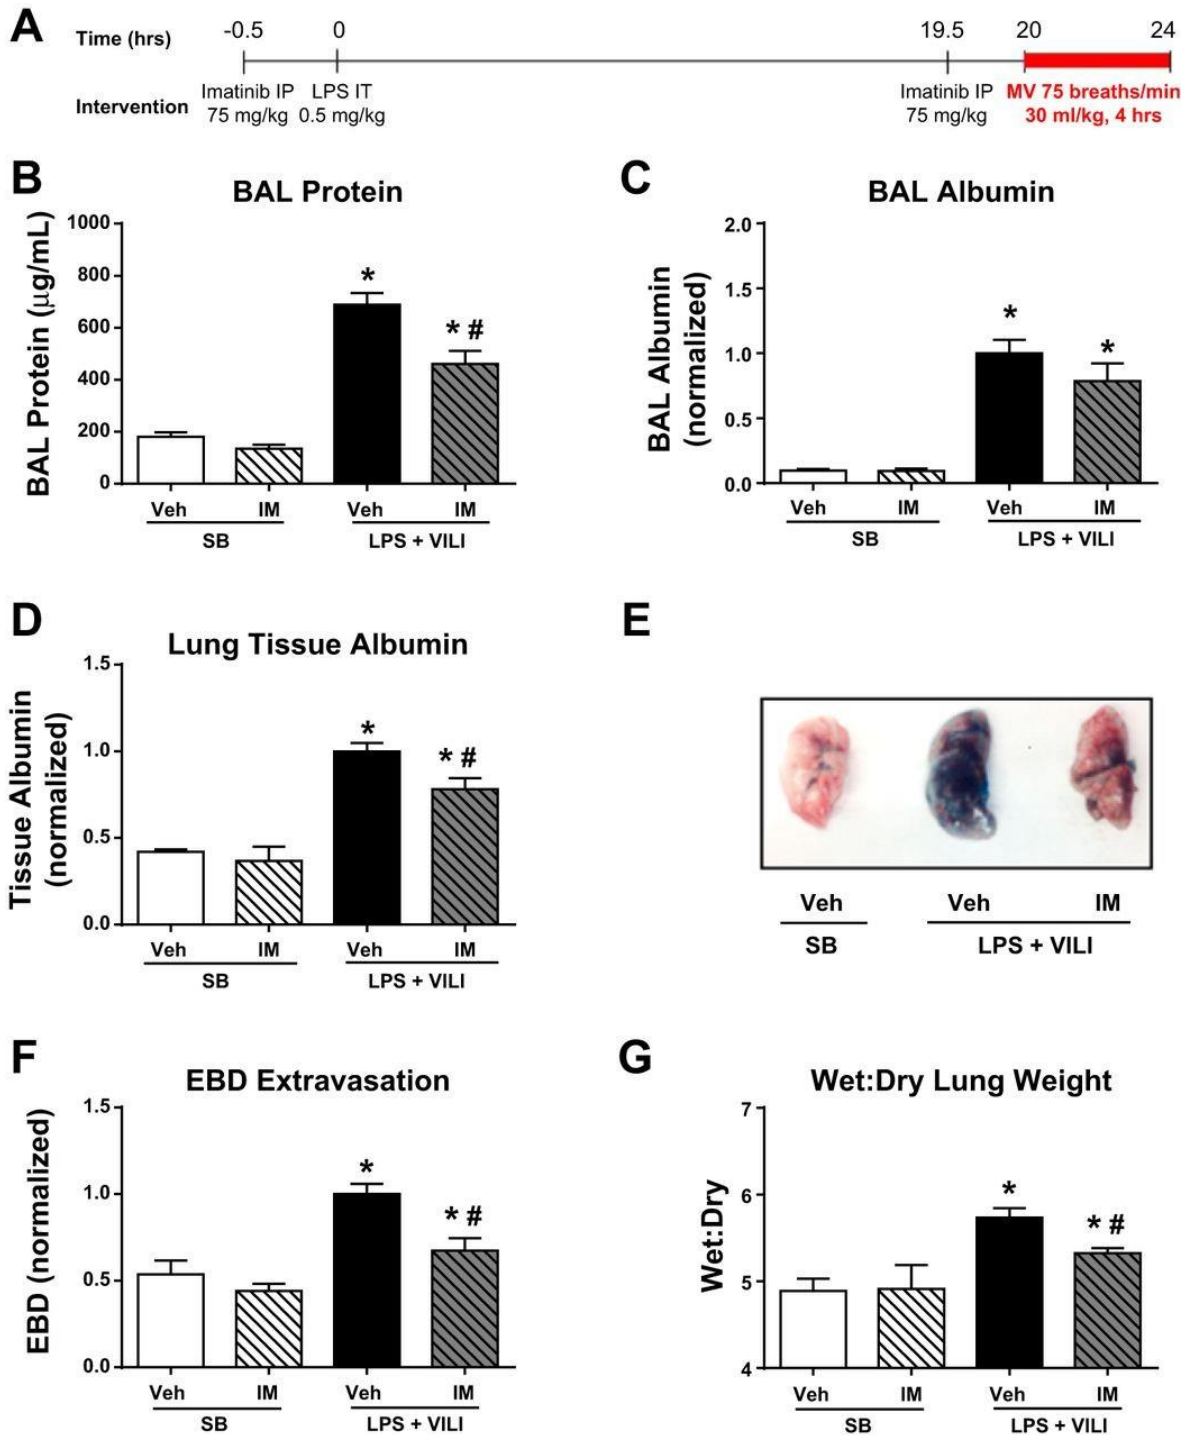 A
Time (hrs)
-0.5
0
19.5
20
24
Intervention
Imatinib IP
75 mg/kg
LPS IT
0.5 mg/kg
Imatinib IP
75 mg/kg
MV 75 breaths/min
30 ml/kg, 4 hrs
B
BAL Protein
BAL Protein (µg/mL)
1000
800
600
400
200
0
*
* #
Veh IM Veh IM
SB LPS + VILI
C
BAL Albumin
BAL Albumin
(normalized)
2.0
1.5
1.0
0.5
0.0
*
*
Veh IM Veh IM
SB LPS + VILI
D
Lung Tissue Albumin
Tissue Albumin
(normalized)
1.5
1.0
0.5
0.0
*
* #
Veh IM Veh IM
SB LPS + VILI
E
Veh Veh IM
SB LPS + VILI
F
EBD Extravasation
EBD (normalized)
1.5
1.0
0.5
0.0
*
* #
Veh IM Veh IM
SB LPS + VILI
G
Wet:Dry Lung Weight
Wet:Dry
7
6
5
4
*
* #
Veh IM Veh IM
SB LPS + VILI